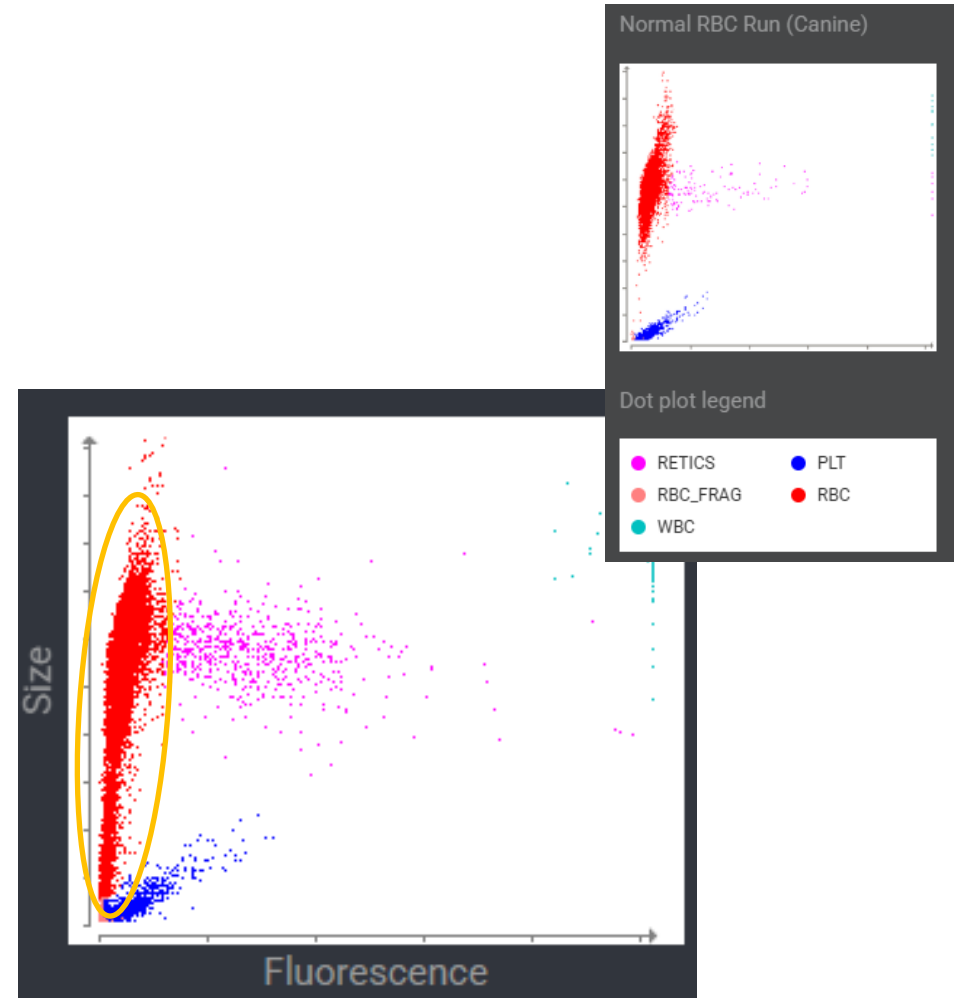 Normal RBC Run (Canine)
Dot plot legend
RETICS
PLT
RBC_FRAG
RBC
WBC
Size
Fluorescence